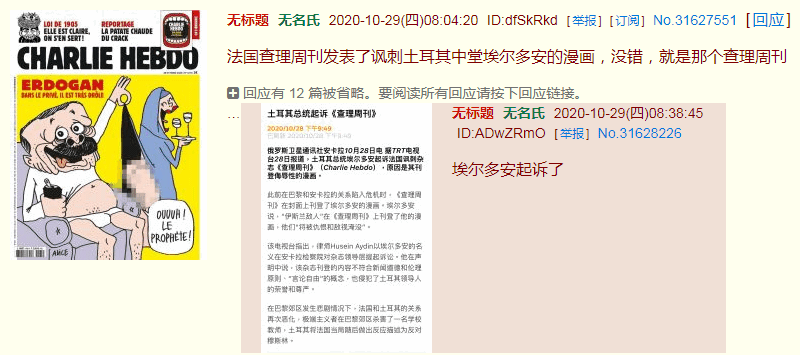 LOI DE 1905
ELLE EST CLAIRE,
ON S'EN SERT!
REPORTAGE
LA PATATE CHAUDE
DU CRACK
CHARLIE HEBDO
ERDOGAN
DANS LE PRIVÉ, IL EST TRÈS DRÔLE
OUUUH!
LE
PROPHÈTE!
ALICE
无标题 无名氏 2020-10-29(四)08:04:20 ID:dfSkRkd [举报] [订阅] No.31627551 [回应]
法国查理周刊发表了讽刺土耳其中堂埃尔多安的漫画，没错，就是那个查理周刊
回应有 12 篇被省略。要阅读所有回应请按下回应链接。
…
土耳其总统起诉《查理周刊》
2020/10/28 下午9:49
俄罗斯卫星通讯社安卡拉10月28日电 据TRT电视
台28日报道，土耳其总统埃尔多安起诉法国讽刺杂
志《查理周刊》（Charlie Hebdo），原因是其刊
登侮辱性的漫画。
此前在巴黎和安卡拉的关系陷入危机时，《查理周
刊》在封面上刊登了埃尔多安的漫画。埃尔多安
说，"伊斯兰敌人"在《查理周刊》上刊登了他的漫
画，他们"将被仇恨和敌视淹没"。
该电视台指出，律师Husein Aydin以埃尔多安的名
义在安卡拉检察院对杂志领导层提起诉讼。他在声
明中说，该杂志刊登的内容不符合新闻道德和伦理
原则，"言论自由"的概念，也侵犯了土耳其领导人
的荣誉和尊严。
在巴黎郊区发生悲剧情况下，法国和土耳其的关系
再次恶化，极端主义者在巴黎郊区杀害了一名学校
教师，土耳其将法国当局随后做出反应描述为反对
穆斯林。
无标题 无名氏 2020-10-29(四)08:38:45
ID:ADwZRmO [举报] No.31628226
埃尔多安起诉了